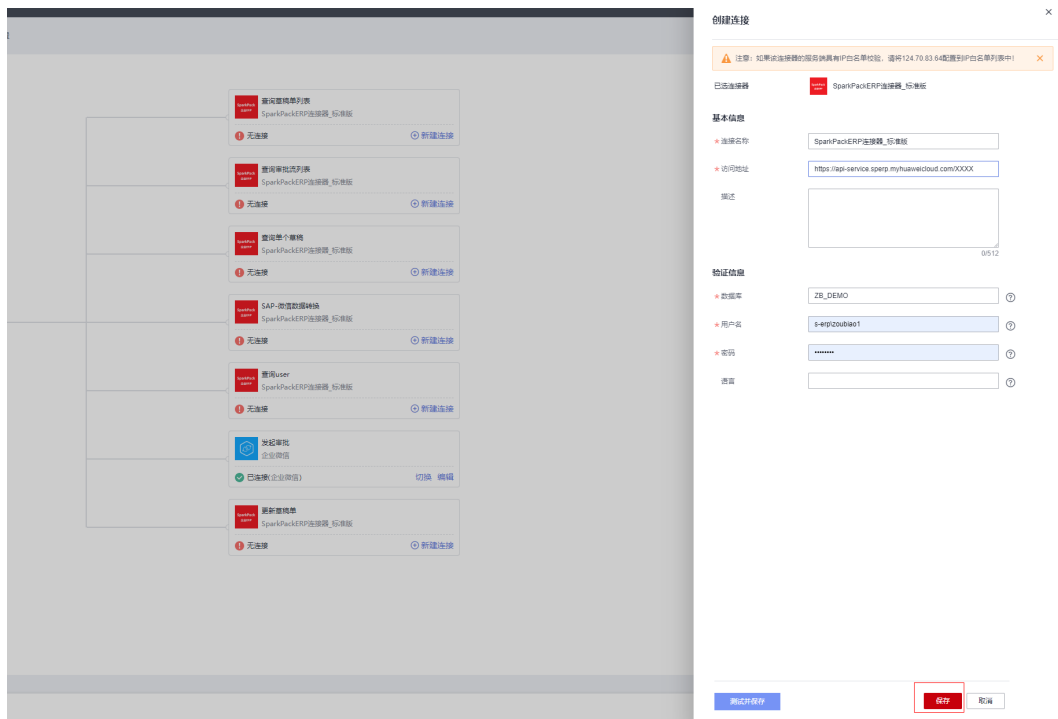 查询草稿单列表
SparkPackERP连接器_标准版
无连接
新建连接
查询审批流列表
SparkPackERP连接器_标准版
无连接
新建连接
查询单个草稿
SparkPackERP连接器_标准版
无连接
新建连接
SAP-微信数据转换
SparkPackERP连接器_标准版
无连接
新建连接
查询user
SparkPackERP连接器_标准版
无连接
新建连接
发起审批
企业微信
已连接(企业微信)
切换 编辑
更新草稿单
SparkPackERP连接器_标准版
无连接
新建连接
创建连接
注意：如果该连接器的服务端具有IP白名单校验，请将124.70.83.64配置到IP白名单列表中!
已选连接器
SparkPackERP连接器_标准版
基本信息
* 连接名称
SparkPackERP连接器_标准版
* 访问地址
https://api-service.sperp.myhuaweicloud.com/XXXX
描述
0/512
验证信息
* 数据库
ZB_DEMO
* 用户名
s-erp\zoubiao1
* 密码
••••••••
语言
测试并保存
保存
取消